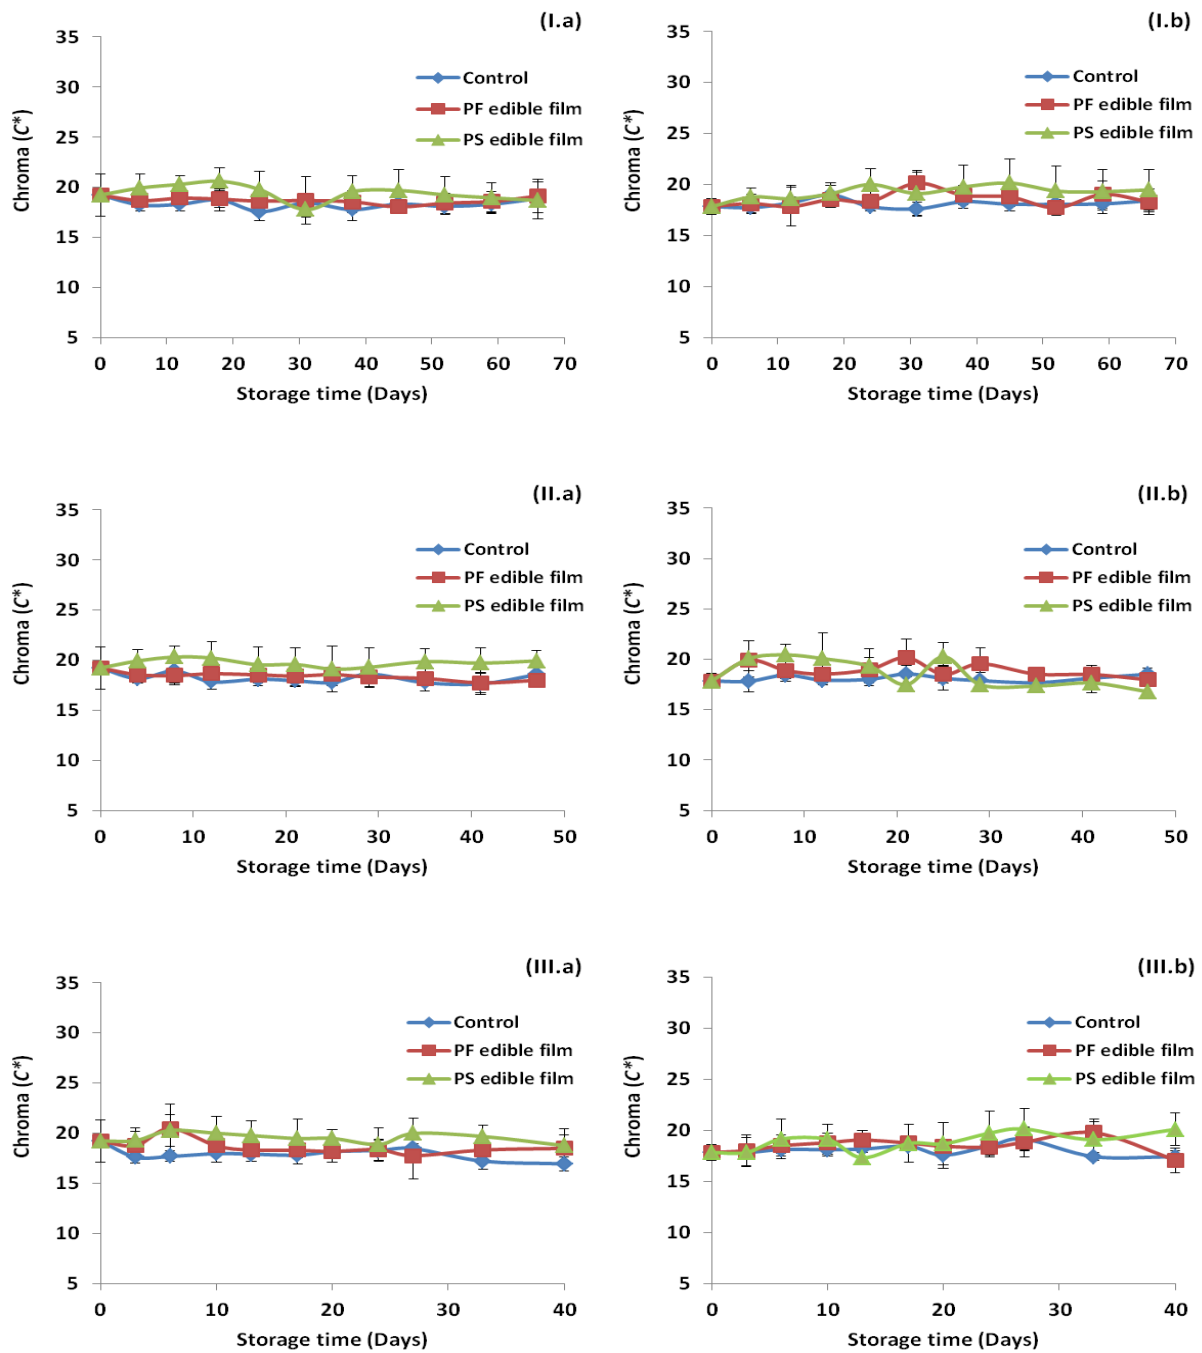 (I.a)
35
30
25
20
15
10
5
Chroma (C*)
Control
PF edible film
PS edible film
0 10 20 30 40 50 60 70
Storage time (Days)
(I.b)
35
30
25
20
15
10
5
Chroma (C*)
Control
PF edible film
PS edible film
0 10 20 30 40 50 60 70
Storage time (Days)
(II.a)
35
30
25
20
15
10
5
Chroma (C*)
Control
PF edible film
PS edible film
0 10 20 30 40 50
Storage time (Days)
(II.b)
35
30
25
20
15
10
5
Chroma (C*)
Control
PF edible film
PS edible film
0 10 20 30 40 50
Storage time (Days)
(III.a)
35
30
25
20
15
10
5
Chroma (C*)
Control
PF edible film
PS edible film
0 10 20 30 40
Storage time (Days)
(III.b)
35
30
25
20
15
10
5
Chroma (C*)
Control
PF edible film
PS edible film
0 10 20 30 40
Storage time (Days)